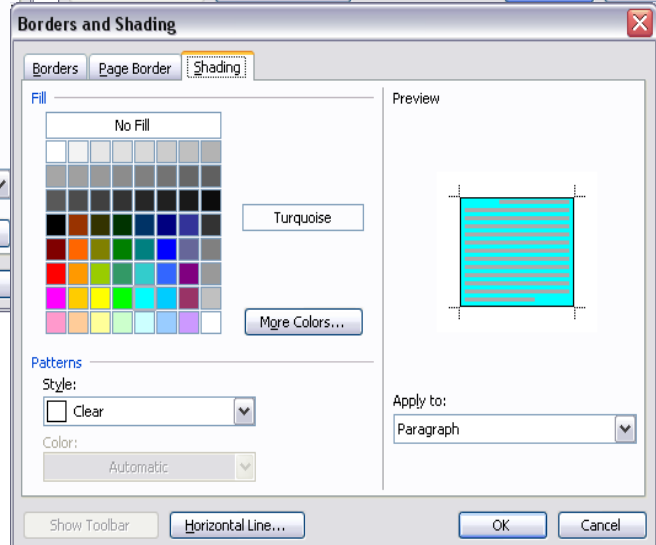 Borders and Shading
Borders Page Border Shading
Fill
Preview
No Fill
Turquoise
More Colors...
Patterns
Style:
Clear
Apply to:
Paragraph
Color:
Automatic
Show Toolbar Horizontal Line... OK Cancel